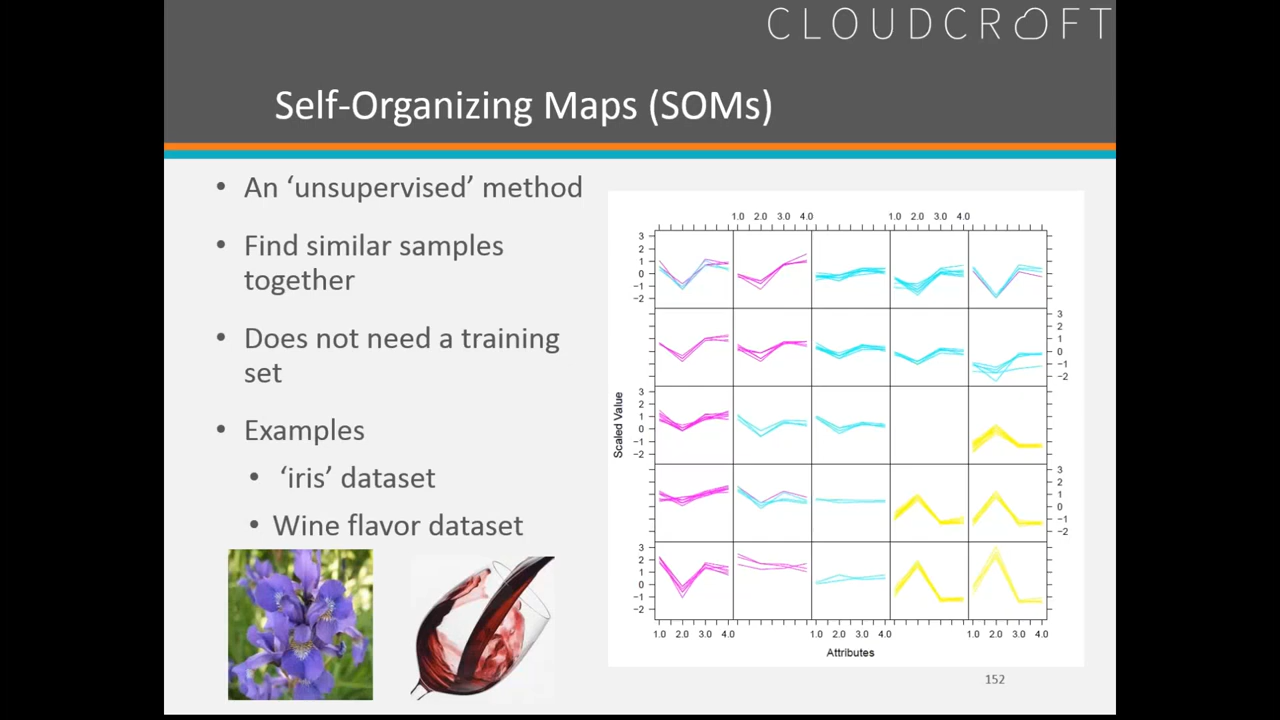 CLOUDCROFT
Self-Organizing Maps (SOMs)
• An ‘unsupervised’ method
• Find similar samples
together
• Does not need a training
set
• Examples
• ‘iris’ dataset
• Wine flavor dataset
1.0 2.0 3.0 4.0 1.0 2.0 3.0 4.0
3
2
1
0
−1
−2
3
2
1
0
−1
−2
3
2
1
0
−1
−2
3
2
1
0
−1
−2
3
2
1
0
−1
−2
Scaled Value
1.0 2.0 3.0 4.0 1.0 2.0 3.0 4.0 1.0 2.0 3.0 4.0
Attributes
152